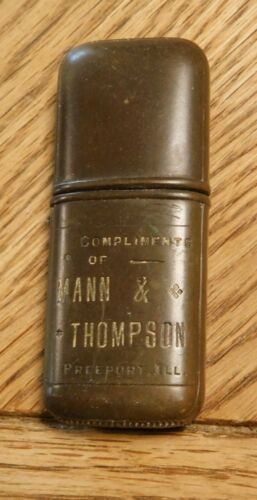 COMPLIMENTS
OF
MANN &
THOMPSON
FREEPORT, ILL.